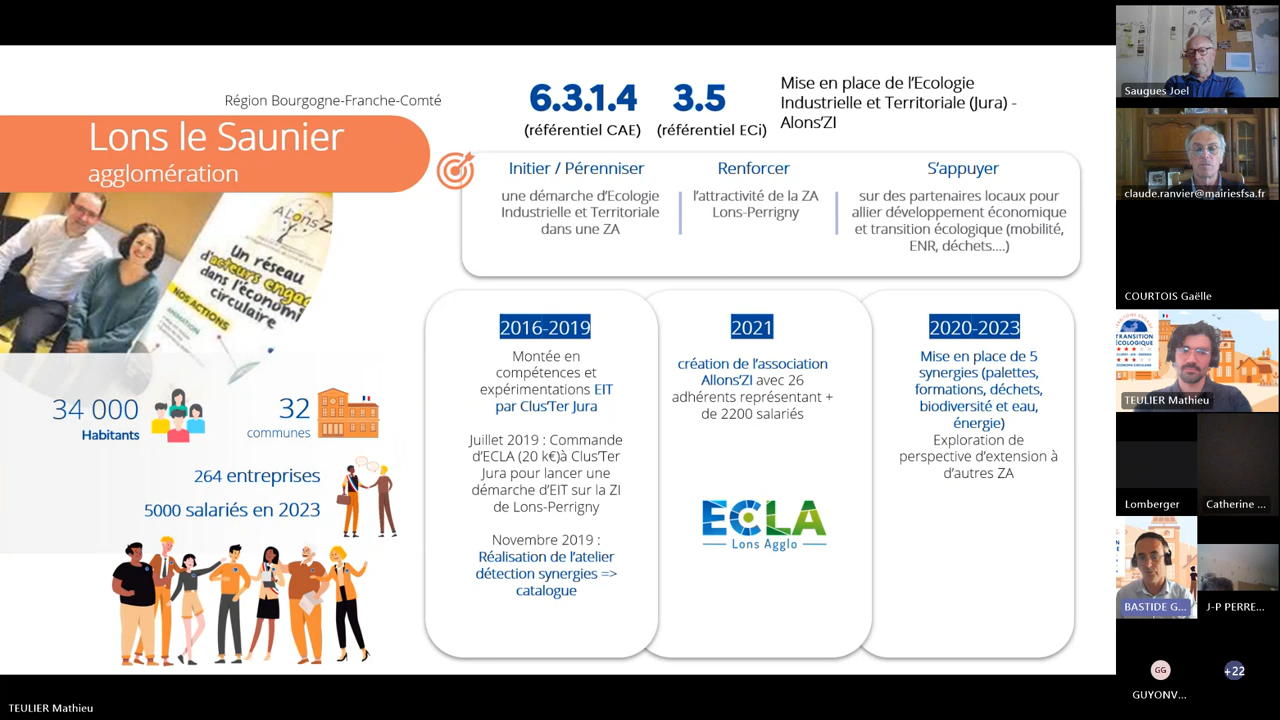 Région Bourgogne-Franche-Comté
Lons le Saunier
agglomération
6.3.1.4
(référentiel CAE)
3.5
(référentiel ECi)
Mise en place de l’Ecologie
Industrielle et Territoriale (Jura) -
Alons’ZI
Initier / Pérenniser
une démarche d’Ecologie
Industrielle et Territoriale
dans une ZA
Renforcer
l’attractivité de la ZA
Lons-Perrigny
S’appuyer
sur des partenaires locaux pour
allier développement économique
et transition écologique (mobilité,
ENR, déchets....)
ALons'Z
Un réseau
d'acteurs engag
dans l'économi
circulaire
NOS ACTIONS
ANIMATION
34 000
Habitants
32
communes
264 entreprises
5000 salariés en 2023
2016-2019
Montée en
compétences et
expérimentations EIT
par Clus’Ter Jura
Juillet 2019 : Commande
d’ECLA (20 k€)à Clus’Ter
Jura pour lancer une
démarche d’EIT sur la ZI
de Lons-Perrigny
Novembre 2019 :
Réalisation de l’atelier
détection synergies =>
catalogue
2021
création de l’association
Allons’ZI avec 26
adhérents représentant +
de 2200 salariés
ECLA
Lons Agglo
2020-2023
Mise en place de 5
synergies (palettes,
formations, déchets,
biodiversité et eau,
énergie)
Exploration de
perspective d’extension à
d’autres ZA
Saugues Joel
claude.ranvier@mairiesfsa.fr
COURTOIS Gaëlle
TRANSITION
ÉCOLOGIQUE
TEULIER Mathieu
Lomberger
Catherine ...
BASTIDE G...
J-P PERRE...
GG
GUYONV...
+22
TEULIER Mathieu